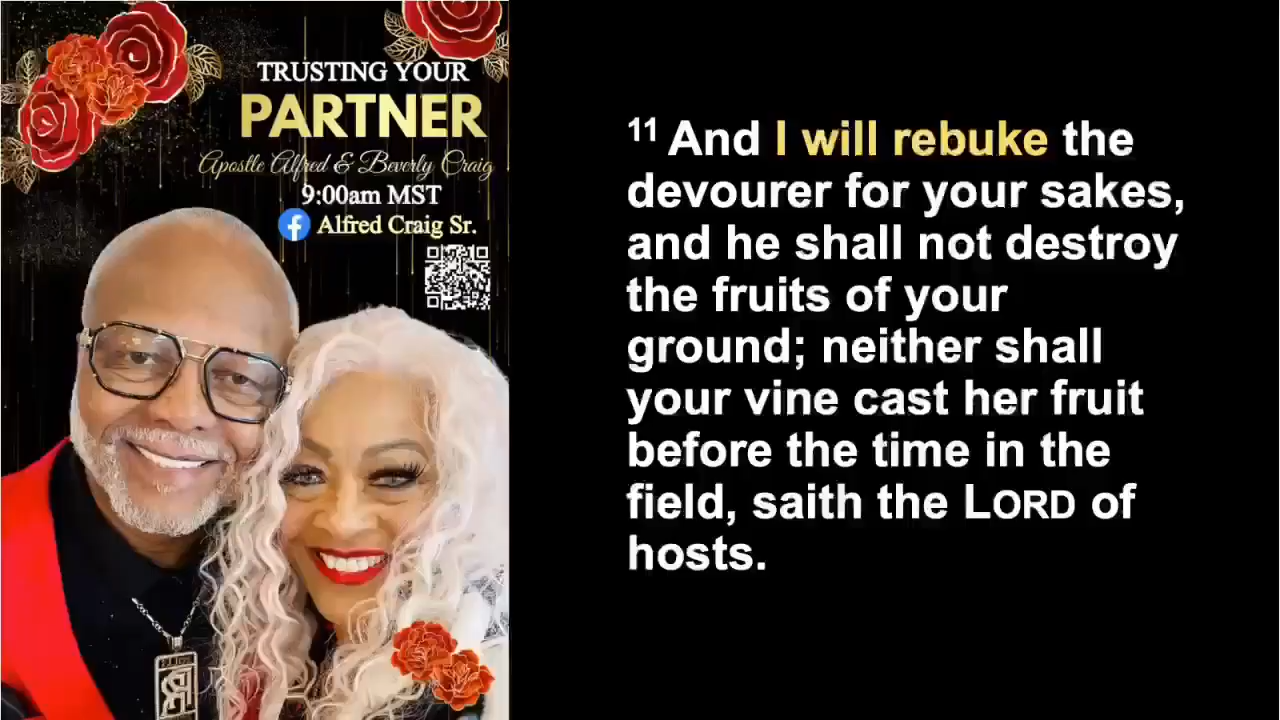 TRUSTING YOUR
PARTNER
Apostle Alfred & Beverly Craig
9:00am MST
Alfred Craig Sr.
11 And I will rebuke the
devourer for your sakes,
and he shall not destroy
the fruits of your
ground; neither shall
your vine cast her fruit
before the time in the
field, saith the LORD of
hosts.